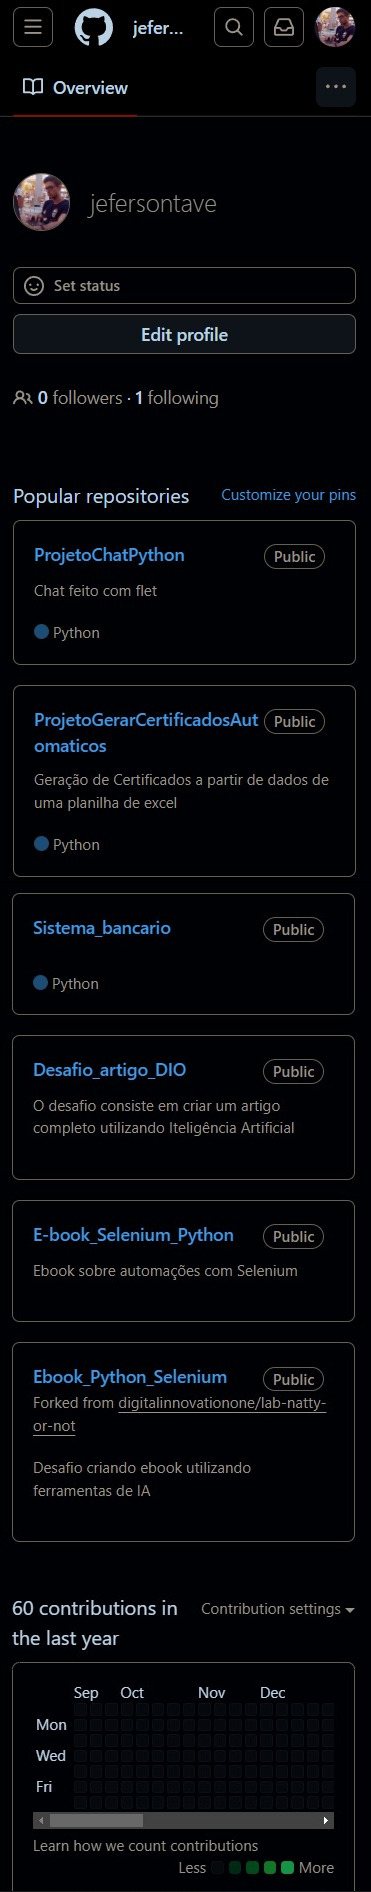 jefer...
Overview
jefersontave
Set status
Edit profile
0 followers · 1 following
Popular repositories
Customize your pins
ProjetoChatPython
Public
Chat feito com flet
Python
ProjetoGerarCertificadosAut
Public
omaticos
Geração de Certificados a partir de dados de
uma planilha de excel
Python
Sistema_bancario
Public
Python
Desafio_artigo_DIO
Public
O desafio consiste em criar um artigo
completo utilizando Iteligência Artificial
E-book_Selenium_Python
Public
Ebook sobre automações com Selenium
Ebook_Python_Selenium
Public
Forked from digitalinnovationone/lab-natty-
or-not
Desafio criando ebook utilizando
ferramentas de IA
60 contributions in
the last year
Contribution settings
Sep Oct Nov Dec
Mon
Wed
Fri
Learn how we count contributions
Less More